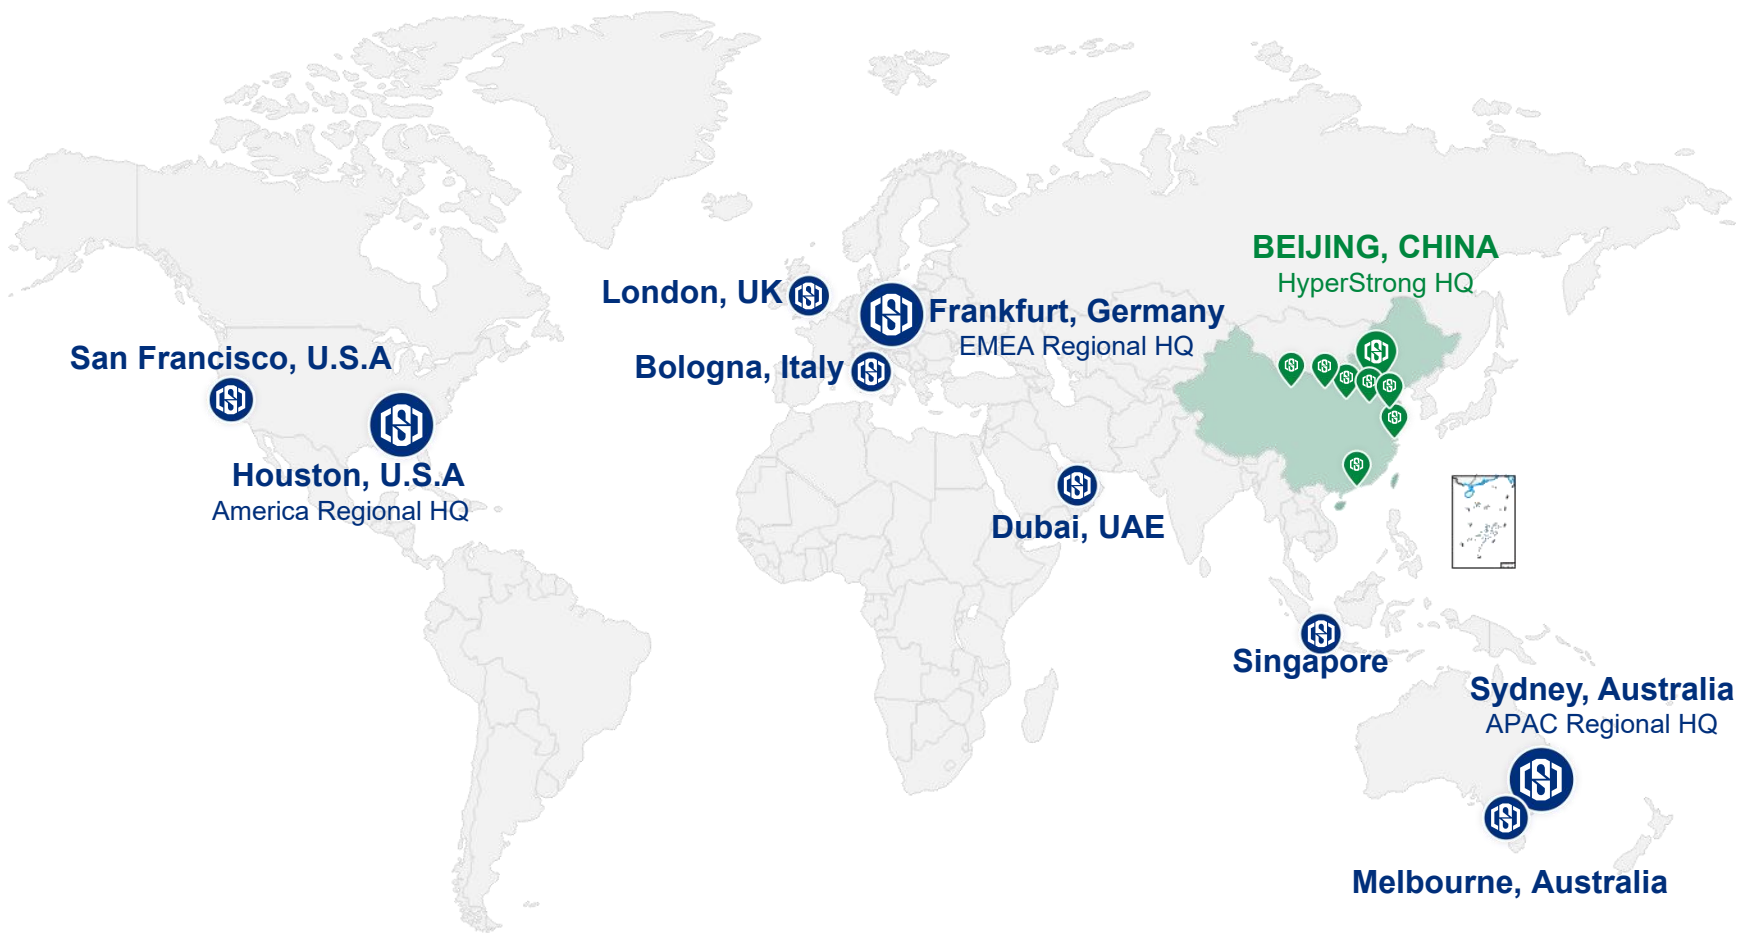 BEIJING, CHINA
HyperStrong HQ
London, UK
Frankfurt, Germany
EMEA Regional HQ
San Francisco, U.S.A
Bologna, Italy
Houston, U.S.A
America Regional HQ
Dubai, UAE
Singapore
Sydney, Australia
APAC Regional HQ
Melbourne, Australia